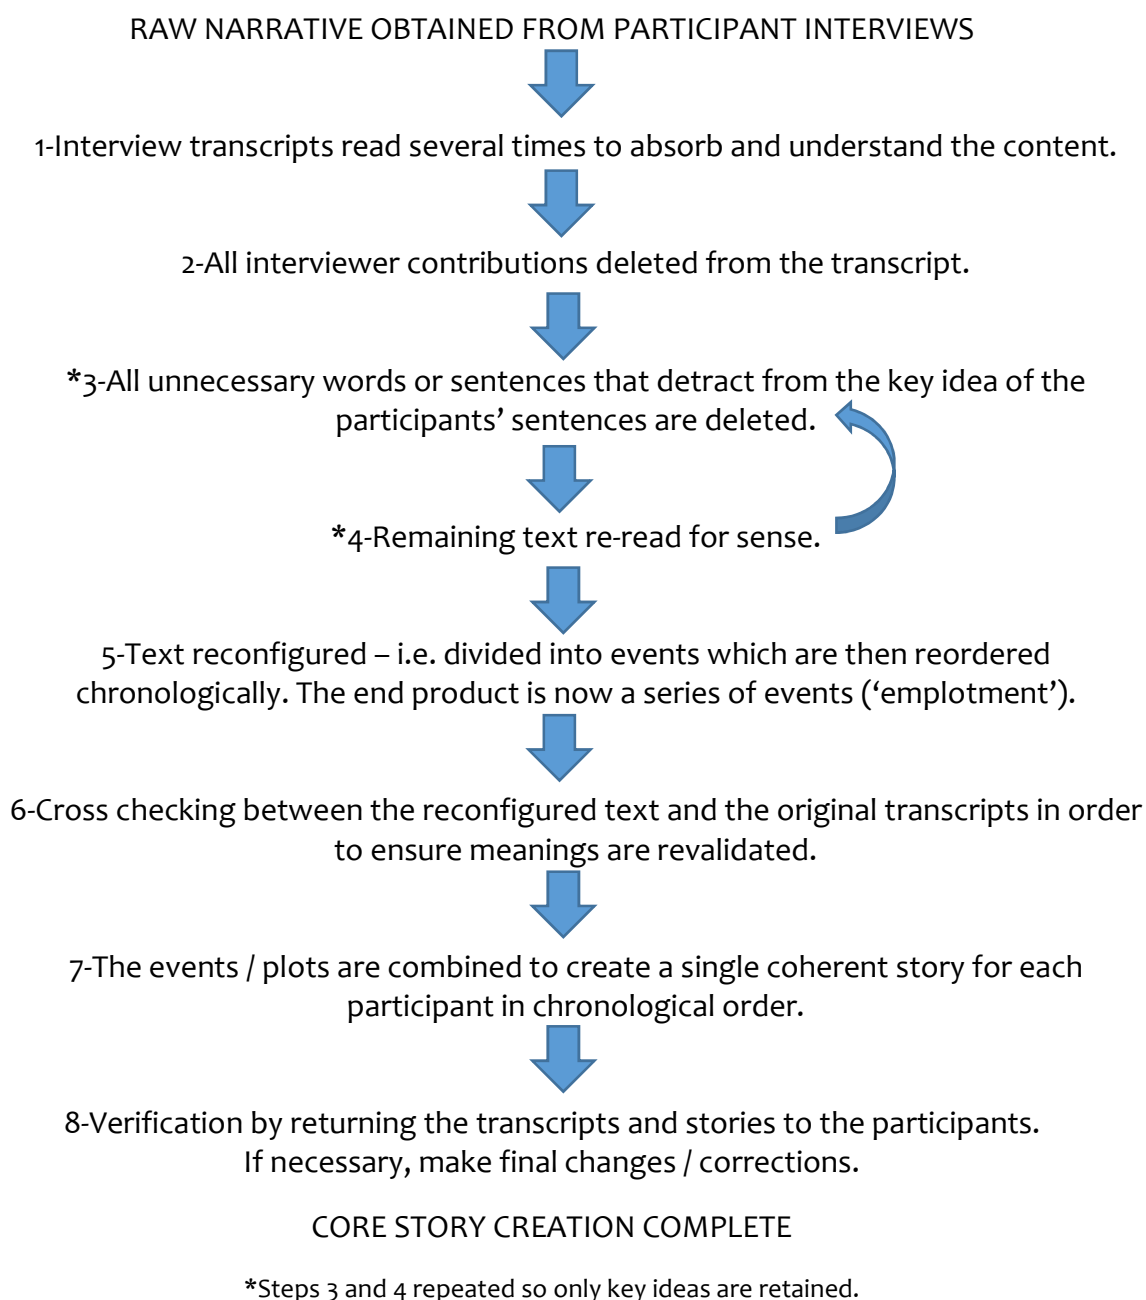 RAW NARRATIVE OBTAINED FROM PARTICIPANT INTERVIEWS
1-Interview transcripts read several times to absorb and understand the content.
2-All interviewer contributions deleted from the transcript.
*3-All unnecessary words or sentences that detract from the key idea of the
participants’ sentences are deleted.
*4-Remaining text re-read for sense.
5-Text reconfigured – i.e. divided into events which are then reordered
chronologically. The end product is now a series of events (‘emplotment’).
6-Cross checking between the reconfigured text and the original transcripts in order
to ensure meanings are revalidated.
7-The events / plots are combined to create a single coherent story for each
participant in chronological order.
8-Verification by returning the transcripts and stories to the participants.
If necessary, make final changes / corrections.
CORE STORY CREATION COMPLETE
*Steps 3 and 4 repeated so only key ideas are retained.